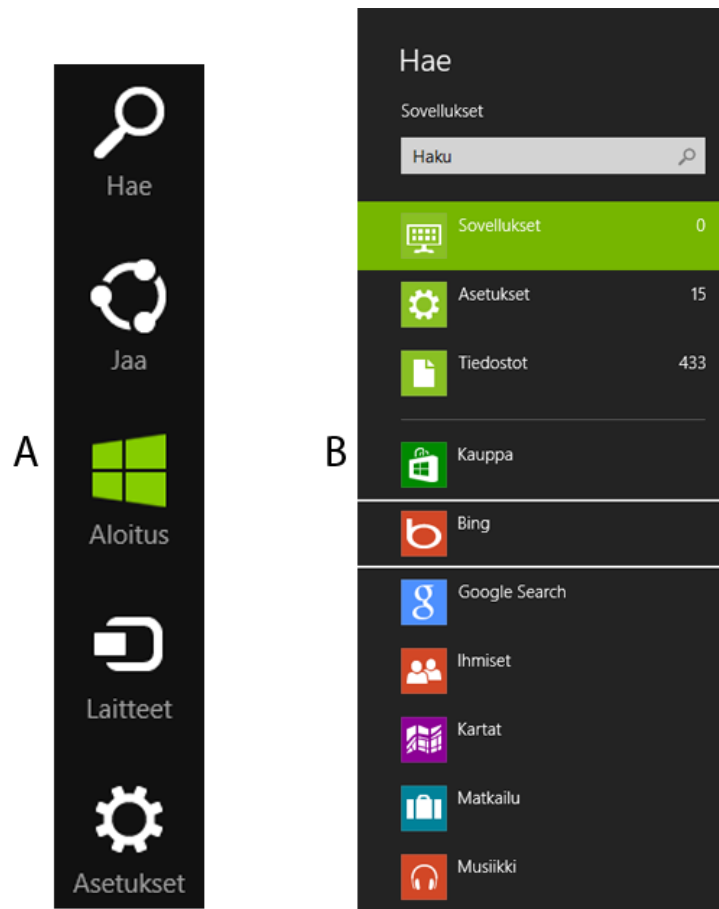 A
Hae
Jaa
Aloitus
Laitteet
Asetukset
B
Hae
Sovellukset
Haku
Sovellukset 0
Asetukset 15
Tiedostot 433
Kauppa
Bing
Google Search
Ihmiset
Kartat
Matkailu
Musiikki